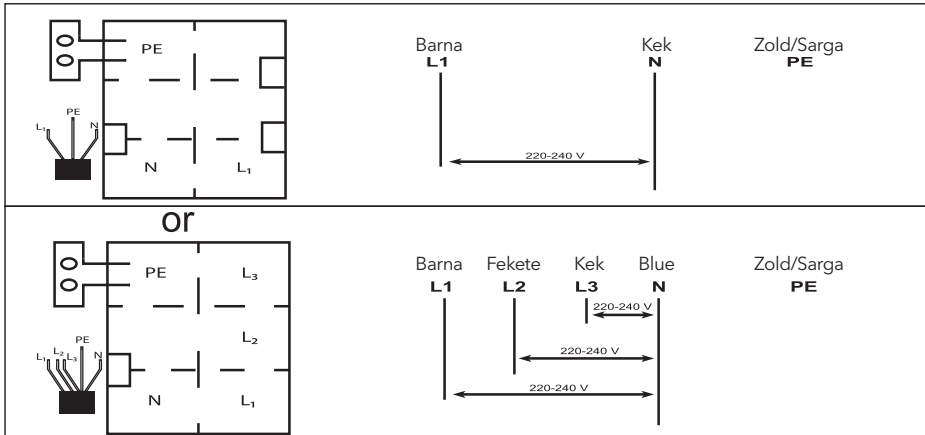 PE
L₁ PE N
N L₁
Barna Kek Zold/Sarga
L1 N PE
220-240 V
or
PE L₃
L₂
L₁ L₂ L₃ PE N
N L₁
Barna Fekete Kek Blue Zold/Sarga
L1 L2 L3 N PE
220-240 V
220-240 V
220-240 V